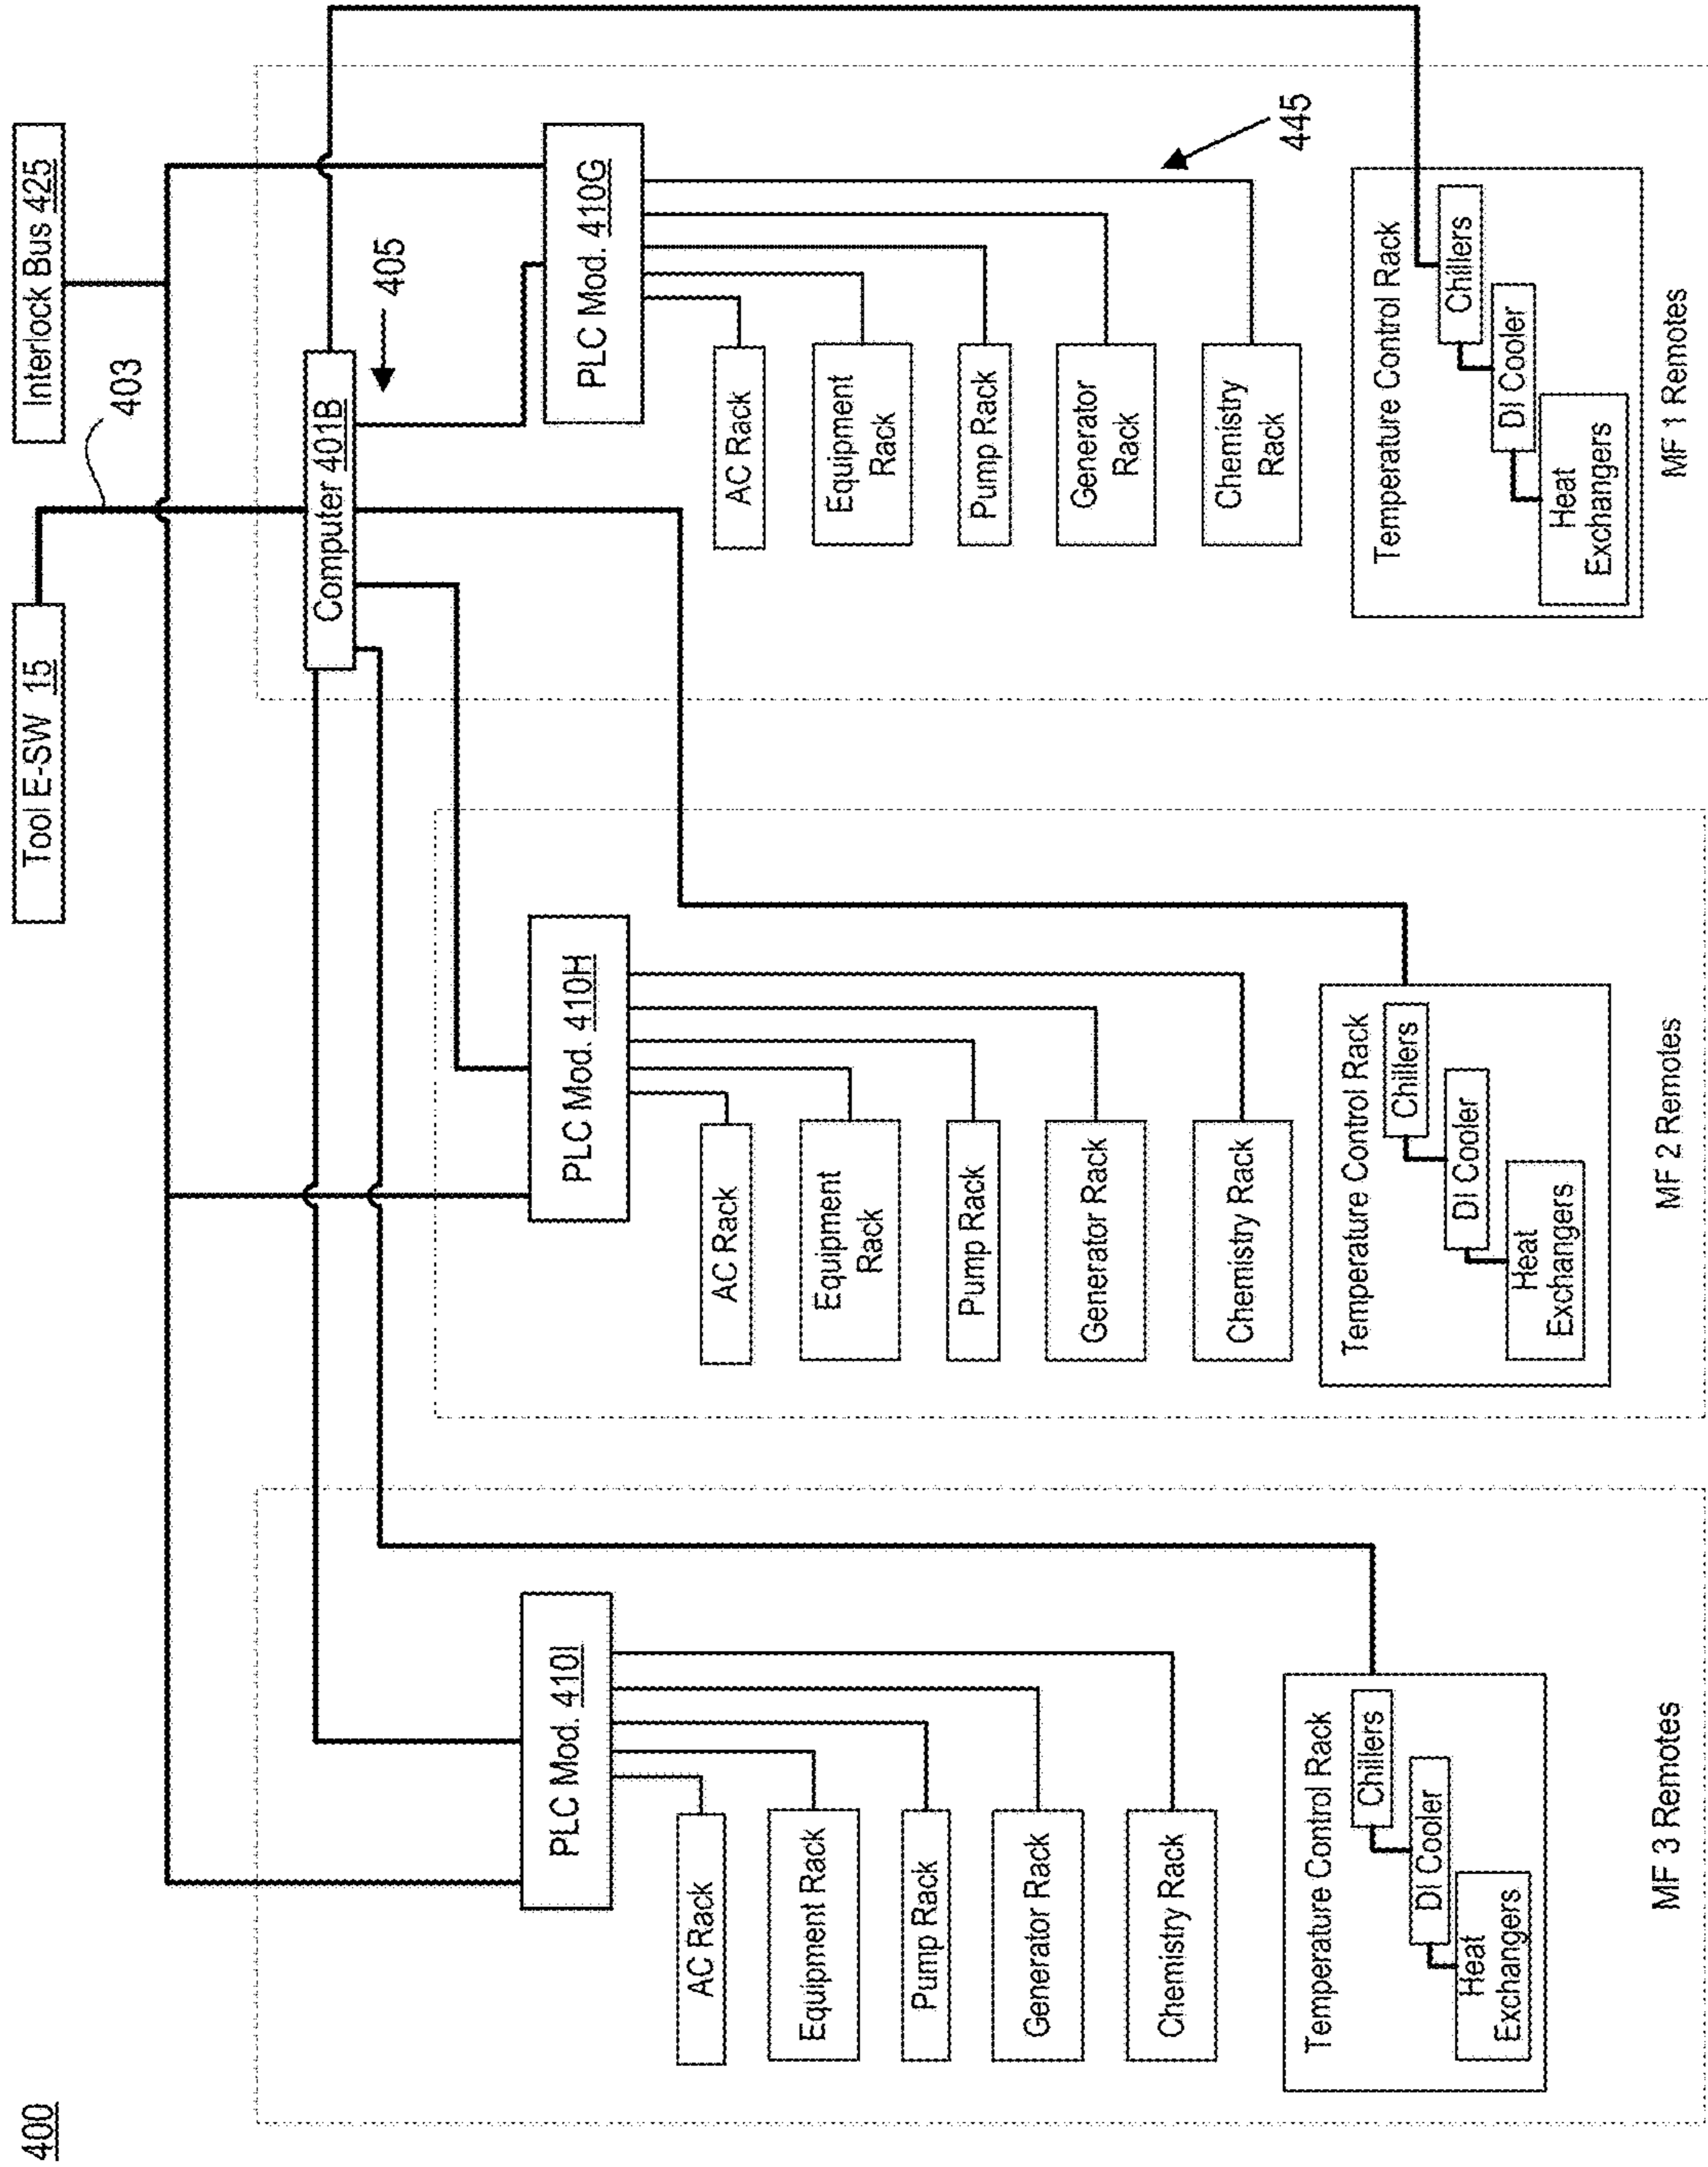 400
Tool E-SW 15
Interlock Bus 425
403
Computer 401B
405
PLC Mod. 410I
AC Rack
Equipment Rack
Pump Rack
Generator Rack
Chemistry Rack
Temperature Control Rack
Chillers
DI Cooler
Heat
Exchangers
MF 3 Remotes
PLC Mod. 410H
AC Rack
Equipment
Rack
Pump Rack
Generator Rack
Chemistry Rack
Temperature Control Rack
Chillers
DI Cooler
Heat
Exchangers
MF 2 Remotes
PLC Mod. 410G
AC Rack
Equipment
Rack
Pump Rack
Generator
Rack
Chemistry
Rack
445
Temperature Control Rack
Chillers
DI Cooler
Heat
Exchangers
MF 1 Remotes